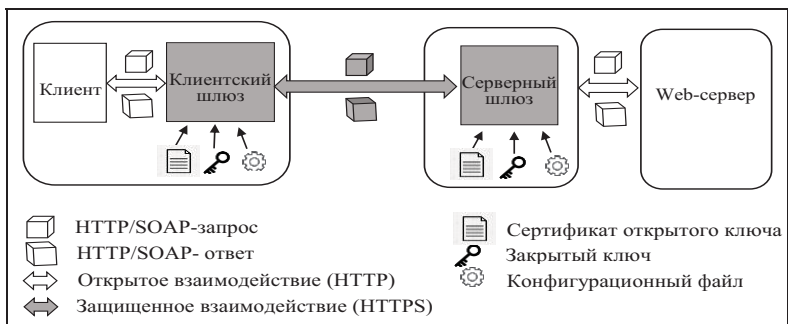 Клиент
Клиентский
шлюз
Серверный
шлюз
Web-сервер
HTTP/SOAP-запрос
HTTP/SOAP- ответ
Открытое взаимодействие (HTTP)
Защищенное взаимодействие (HTTPS)
Сертификат открытого ключа
Закрытый ключ
Конфигурационный файл